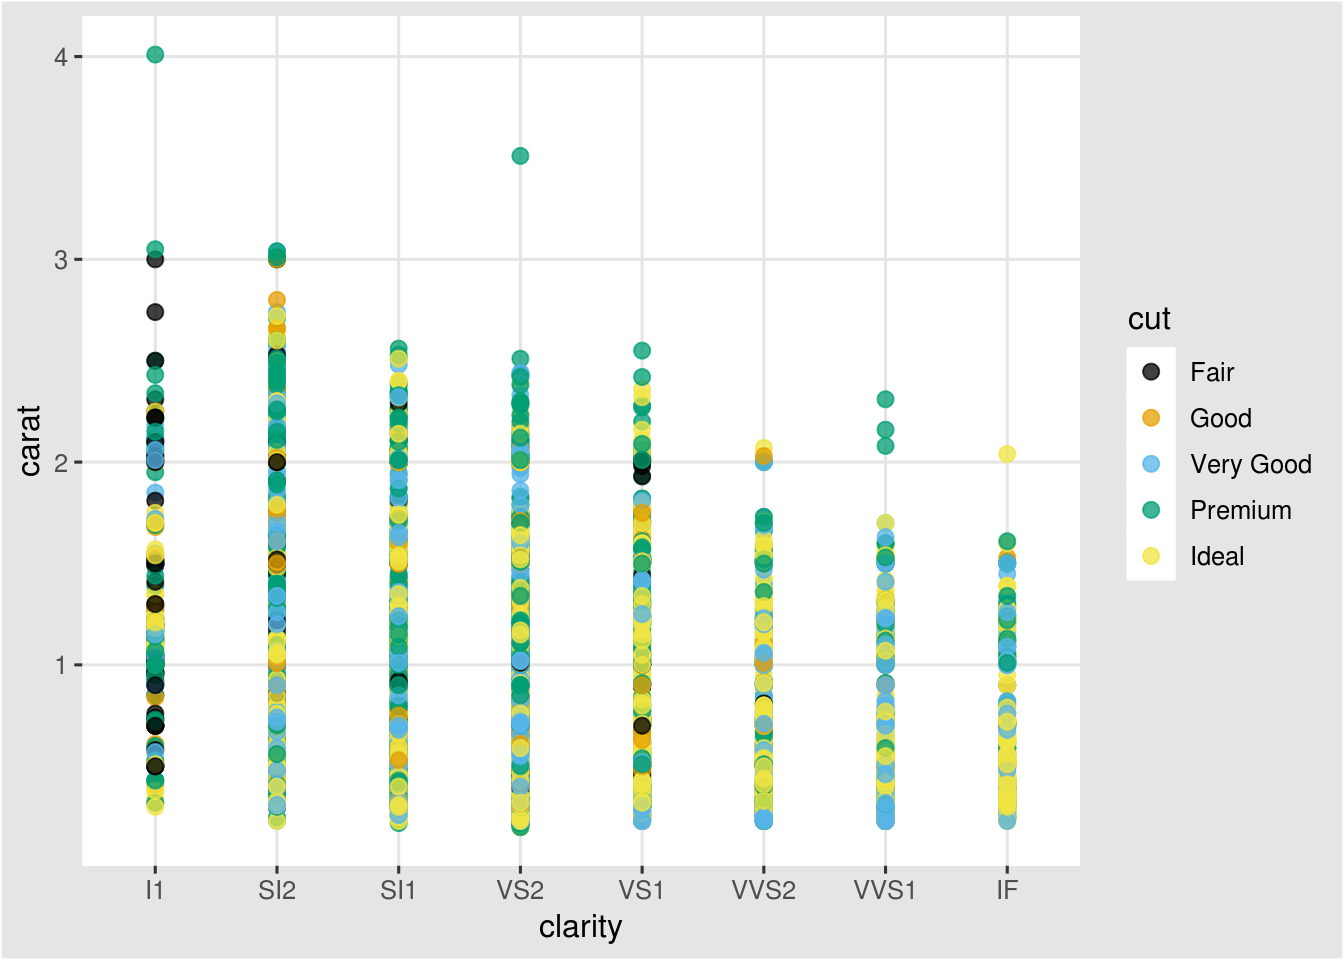 4
3
2
1
carat
I1 SI2 SI1 VS2 VS1 VVS2 VVS1 IF
clarity
cut
Fair
Good
Very Good
Premium
Ideal